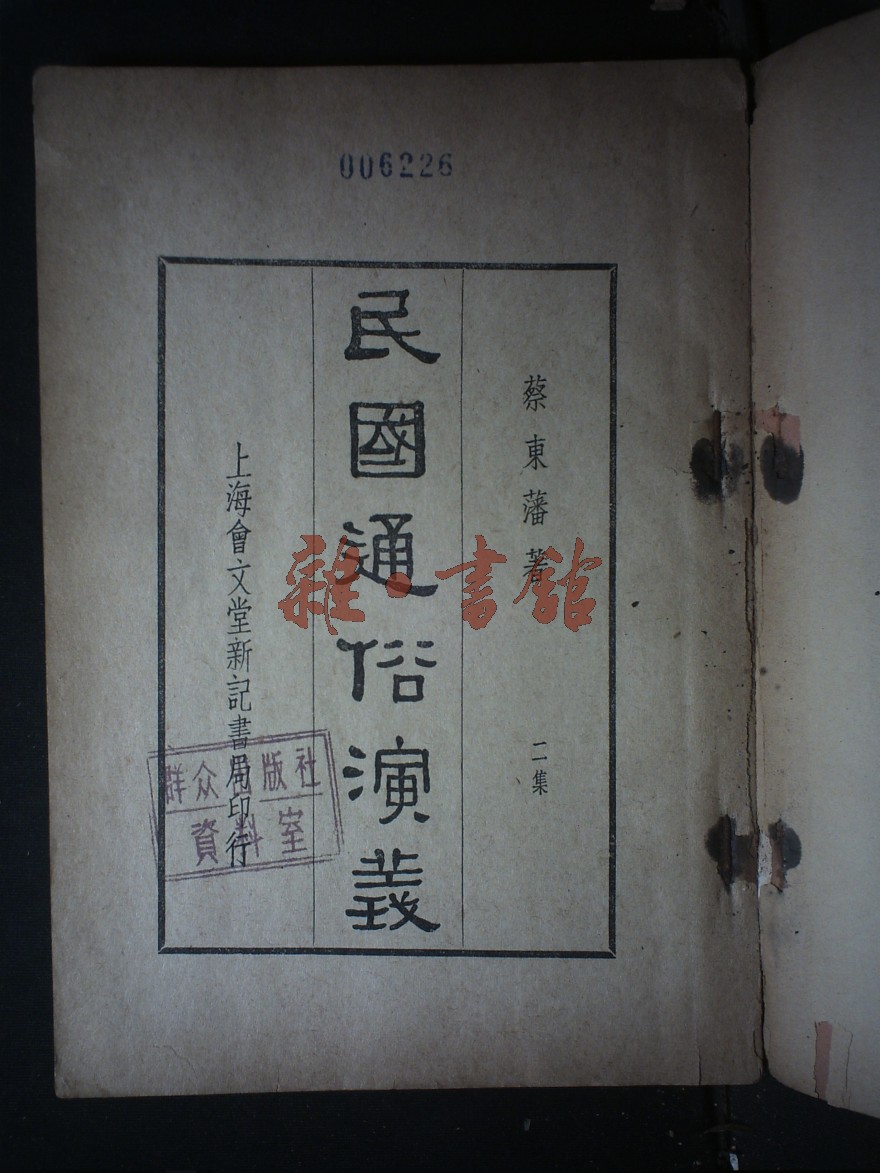 006226
蔡東藩著
二集
民國通俗演義
上海會文堂新記書局印行
群众出版社
資料室
雜·書館